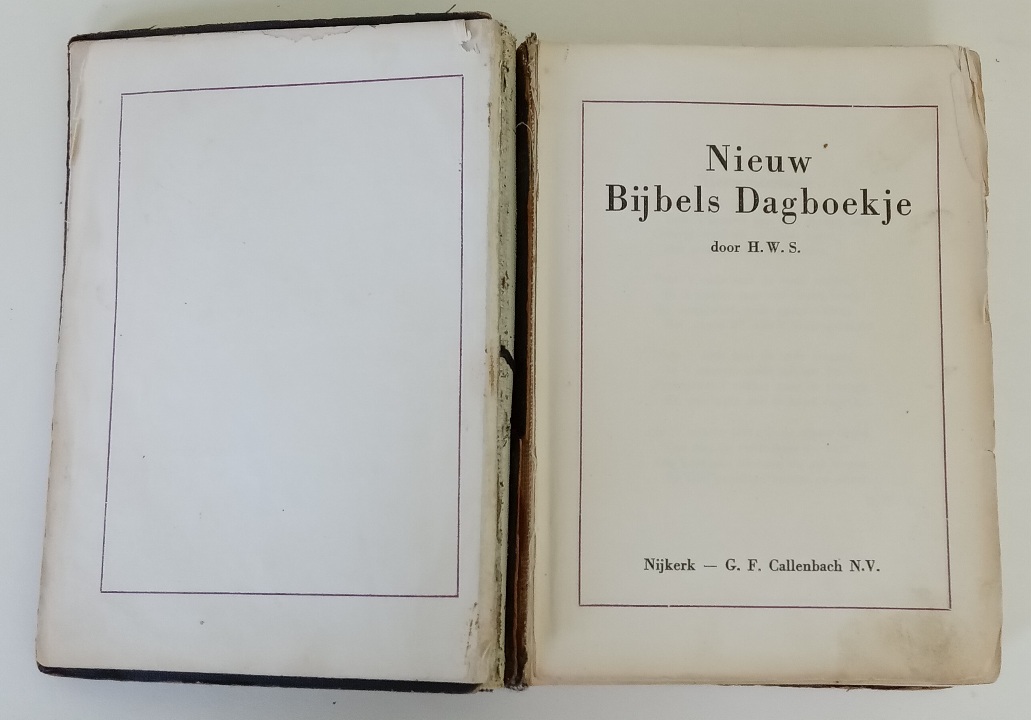 Nieuw
Bijbels Dagboekje
door H. W. S.
Nijkerk — G. F. Callenbach N.V.